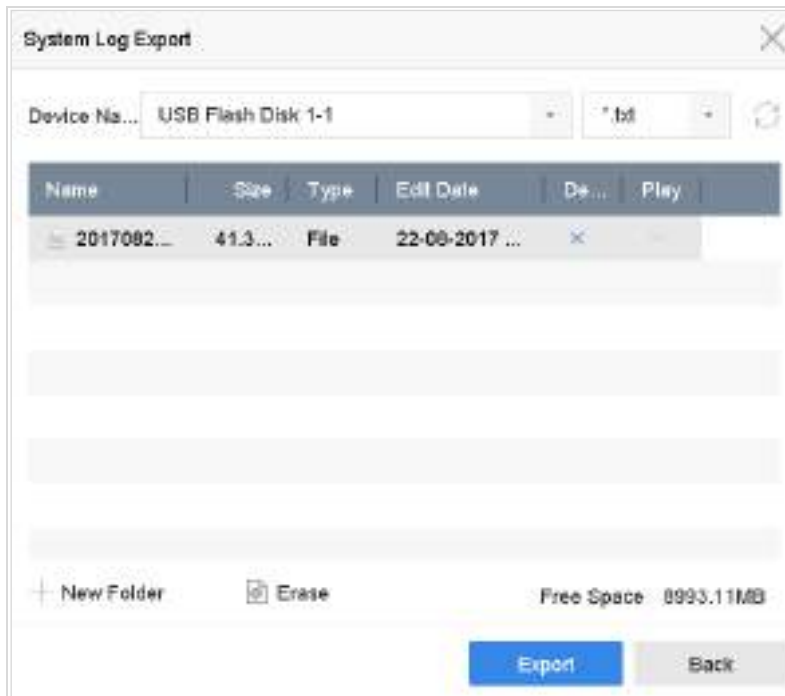 System Log Export
Device Na... USB Flash Disk 1-1 *.txt
Name Size Type Edit Date De... Play
2017082... 41.3... File 22-08-2017 ...
New Folder Erase Free Space 8993.11MB
Export Back